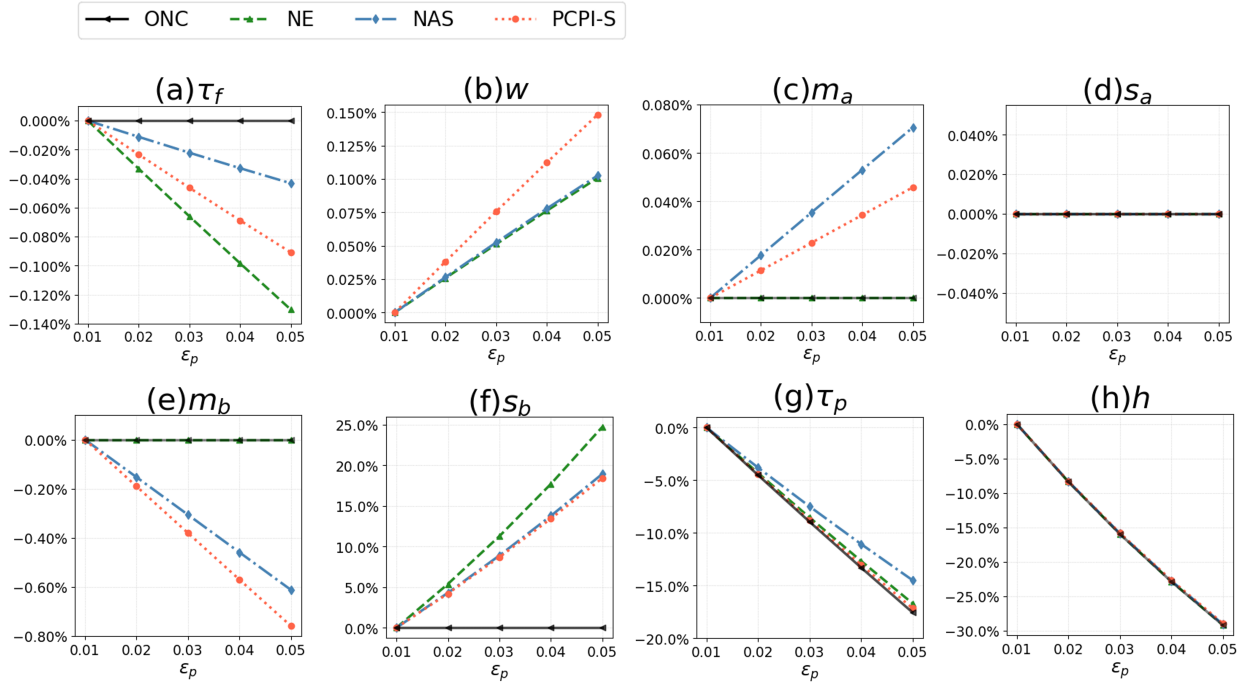 ONC NE NAS PCPI-S
(a)τ_f (b)w (c)m_a (d)s_a
0.000%
−0.020%
−0.040%
−0.060%
−0.080%
−0.100%
−0.120%
−0.140%
0.01 0.02 0.03 0.04 0.05
ε_p
0.150%
0.125%
0.100%
0.075%
0.050%
0.025%
0.000%
0.01 0.02 0.03 0.04 0.05
ε_p
0.080%
0.060%
0.040%
0.020%
0.000%
0.01 0.02 0.03 0.04 0.05
ε_p
0.040%
0.020%
0.000%
−0.020%
−0.040%
0.01 0.02 0.03 0.04 0.05
ε_p
(e)m_b (f)s_b (g)τ_p (h)h
0.00%
−0.20%
−0.40%
−0.60%
−0.80%
0.01 0.02 0.03 0.04 0.05
ε_p
25.0%
20.0%
15.0%
10.0%
5.0%
0.0%
0.01 0.02 0.03 0.04 0.05
ε_p
0.0%
−5.0%
−10.0%
−15.0%
−20.0%
0.01 0.02 0.03 0.04 0.05
ε_p
0.0%
−5.0%
−10.0%
−15.0%
−20.0%
−25.0%
−30.0%
0.01 0.02 0.03 0.04 0.05
ε_p